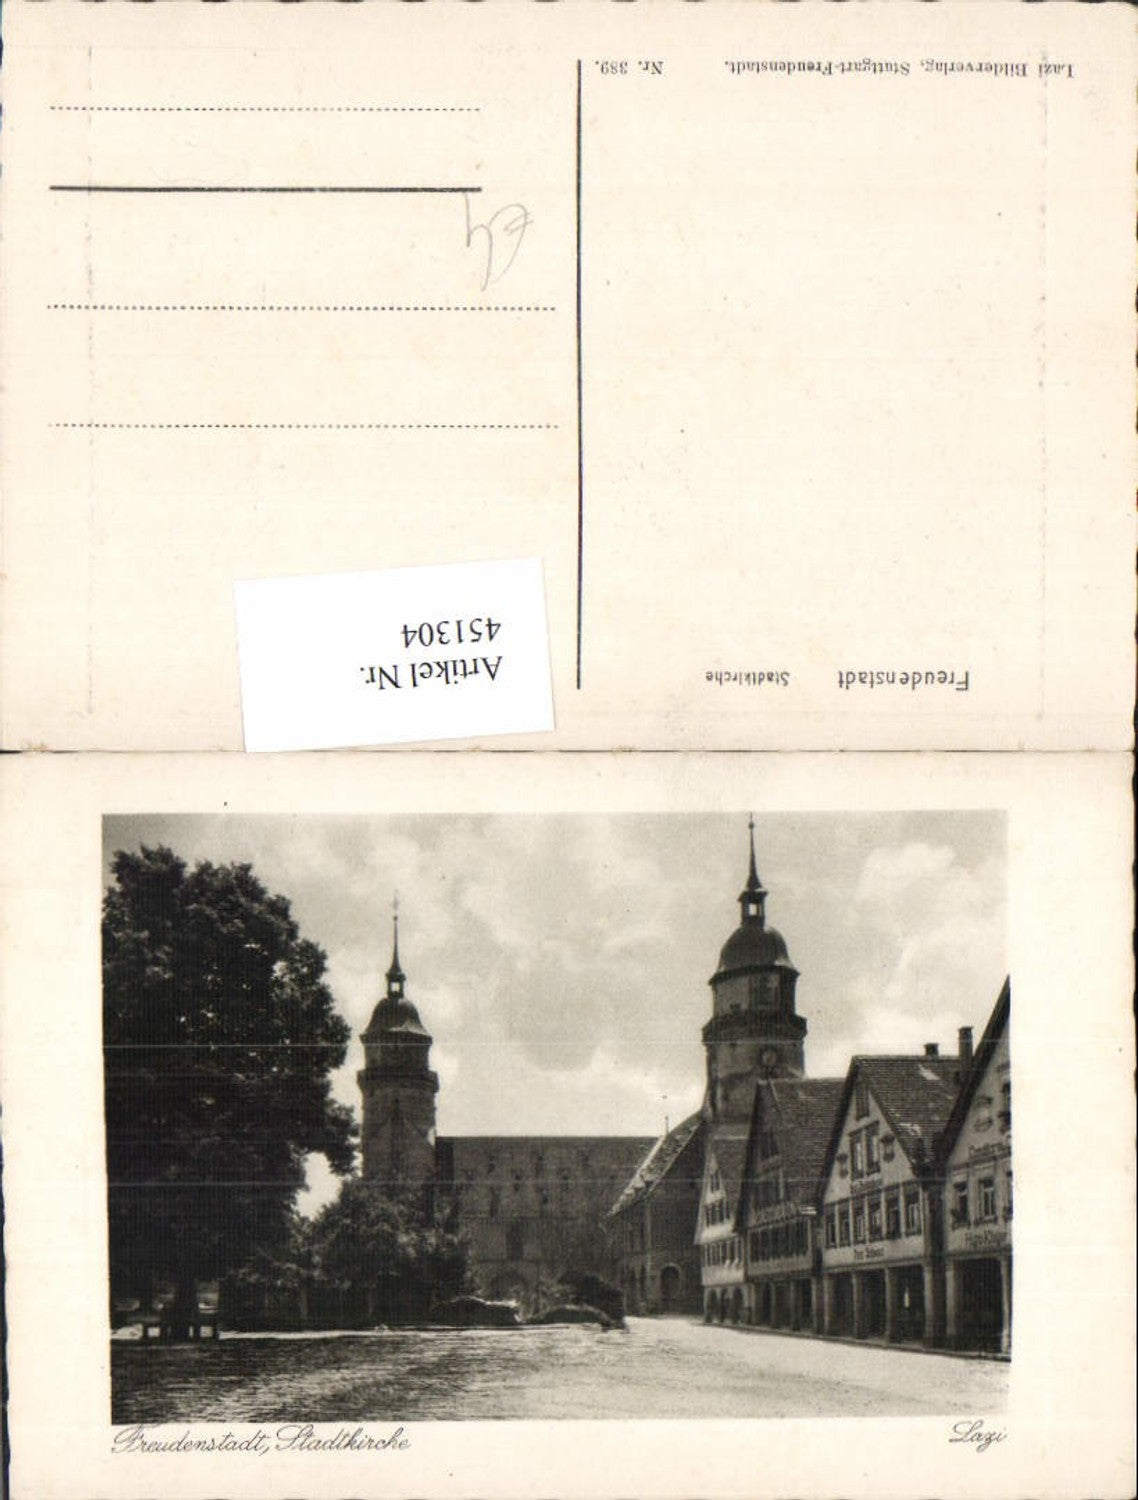 Lazi Bilderverlag, Stuttgart-Freudenstadt. Nr. 389.
Artikel Nr.
451304
Freudenstadt Stadtkirche
Freudenstadt, Stadtkirche
Lazi